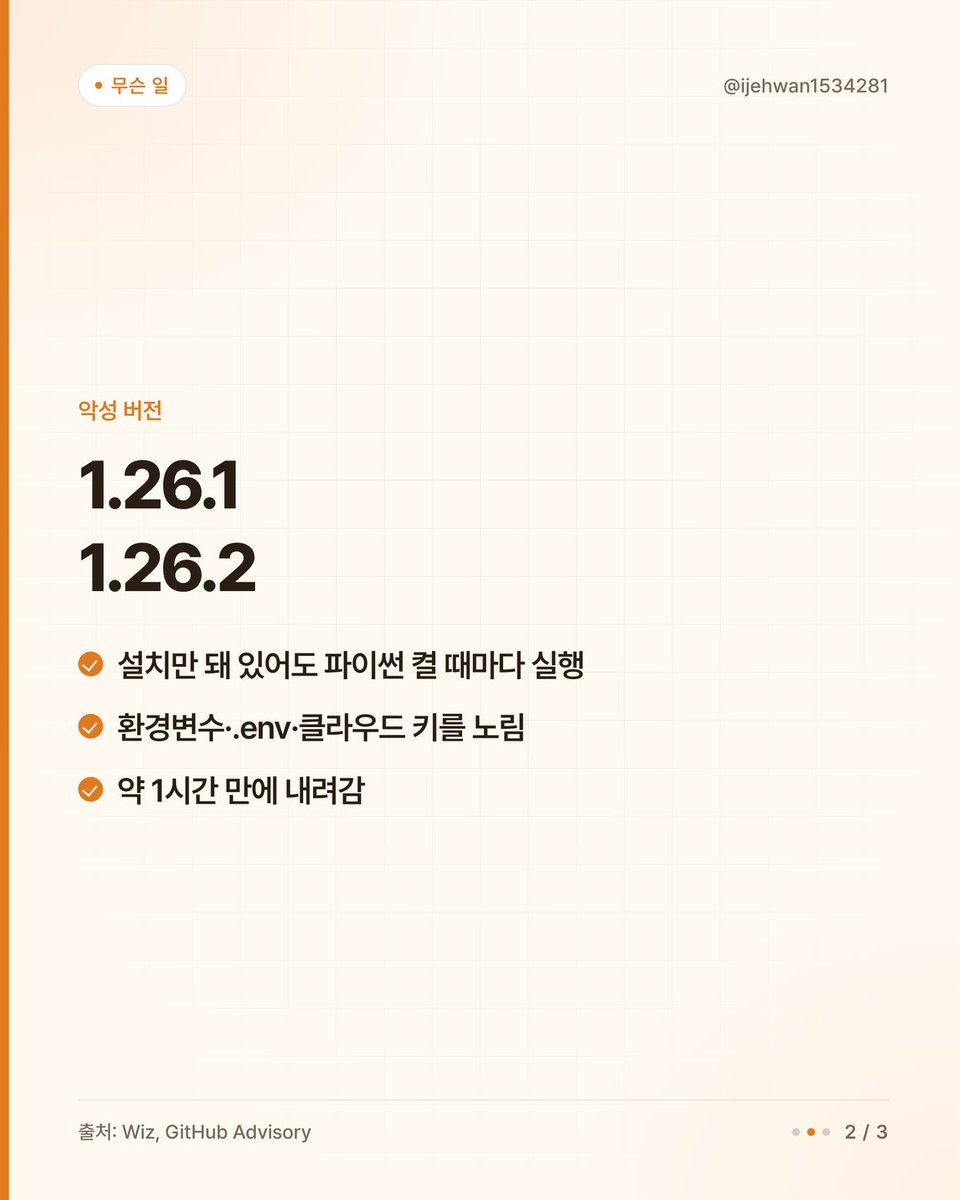 무슨 일
@ijehwan1534281
악성 버전
1.26.1
1.26.2
설치만 돼 있어도 파이썬 켤 때마다 실행
환경변수·.env·클라우드 키를 노림
약 1시간 만에 내려감
출처: Wiz, GitHub Advisory
2 / 3